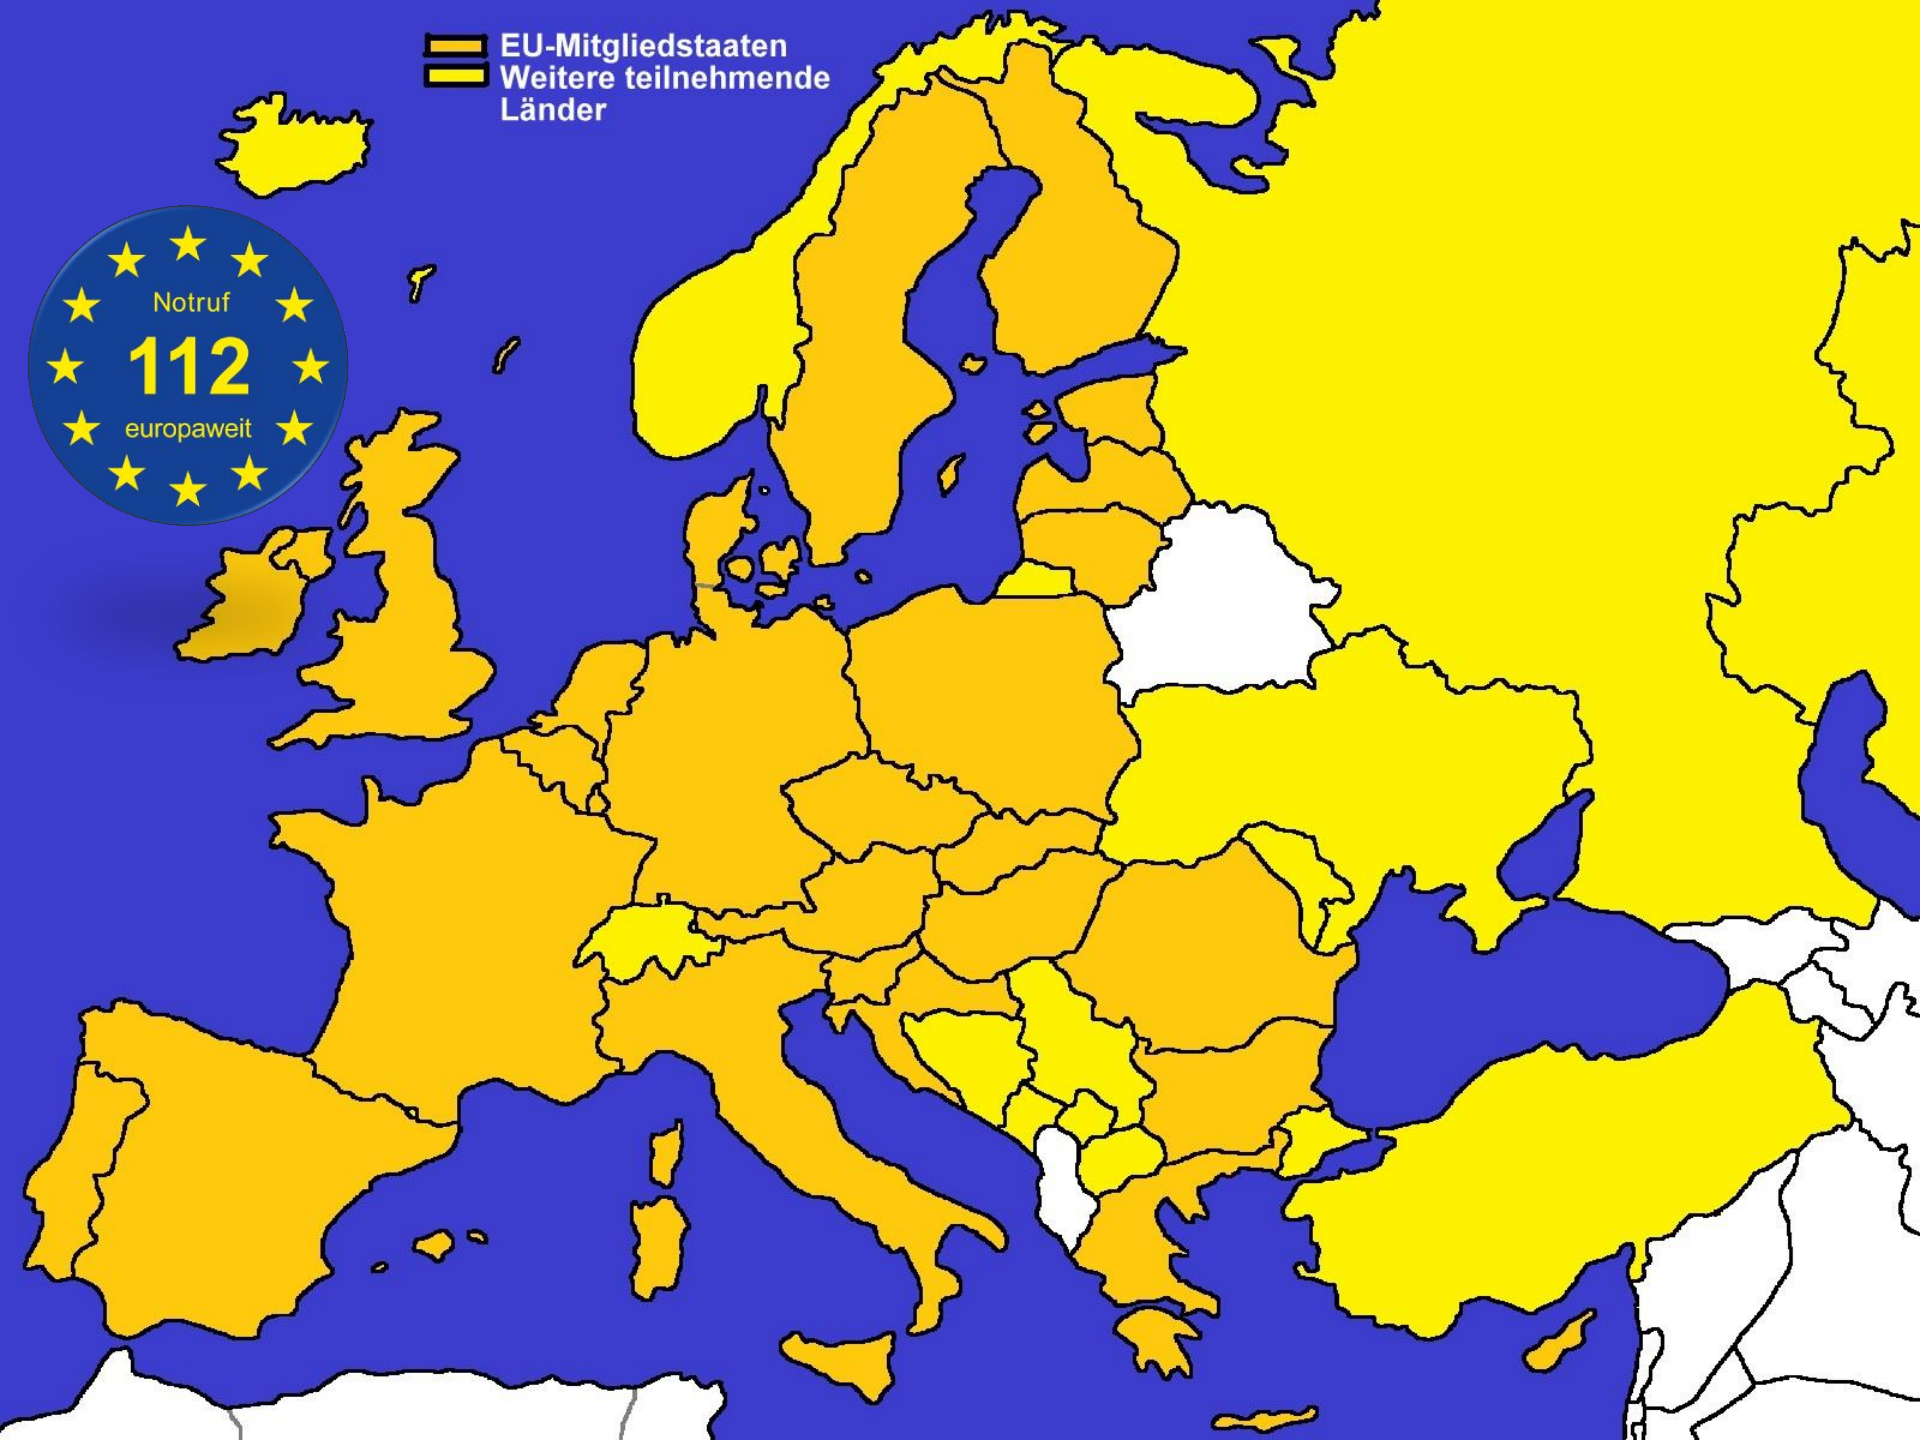 EU-Mitgliedstaaten
Weitere teilnehmende
Länder
Notruf
112
europaweit